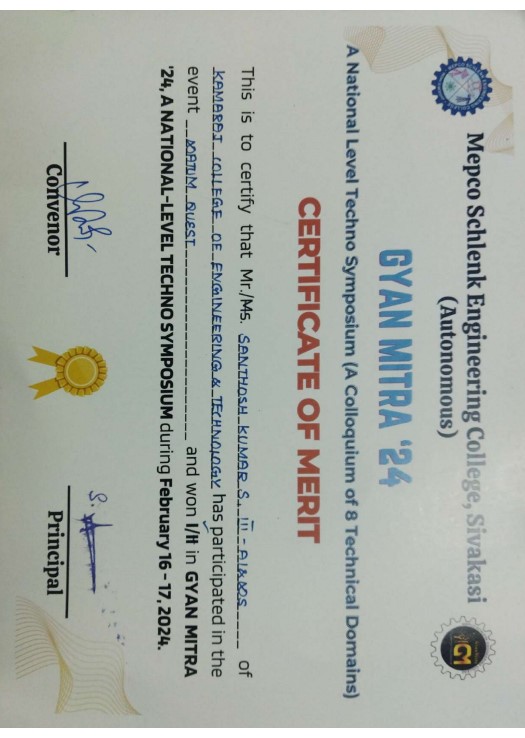 Mepco Schlenk Engineering College, Sivakasi
(Autonomous)
GYAN MITRA '24
A National Level Techno Symposium (A Colloquium of 8 Technical Domains)
CERTIFICATE OF MERIT
This is to certify that Mr./Ms. SANTHOSH KUMAR S, III - AI&DS of
KAMARAJ COLLEGE OF ENGINEERING & TECHNOLOGY has participated in the
event QUEST and won I/II in GYAN MITRA
'24, A NATIONAL-LEVEL TECHNO SYMPOSIUM during February 16 - 17, 2024.
Convenor
Principal